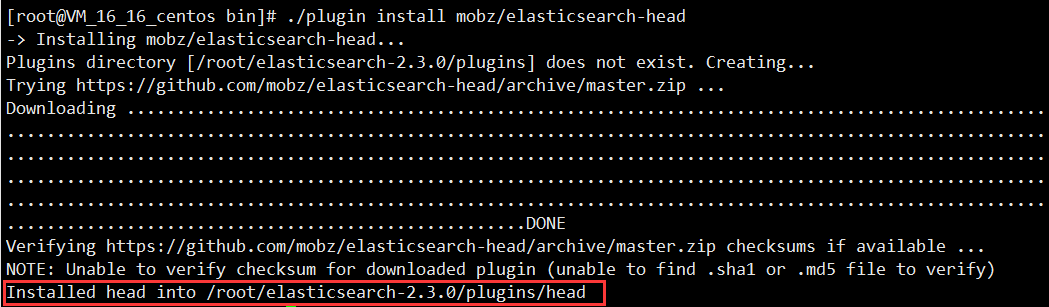 [root@VM_16_16_centos bin]# ./plugin install mobz/elasticsearch-head
-> Installing mobz/elasticsearch-head...
Plugins directory [/root/elasticsearch-2.3.0/plugins] does not exist. Creating...
Trying https://github.com/mobz/elasticsearch-head/archive/master.zip ...
Downloading .........................................................................................
.....................................................................................................
.....................................................................................................
.....................................................................................................
.....................................................................................................
..................................................DONE
Verifying https://github.com/mobz/elasticsearch-head/archive/master.zip checksums if available ...
NOTE: Unable to verify checksum for downloaded plugin (unable to find .sha1 or .md5 file to verify)
Installed head into /root/elasticsearch-2.3.0/plugins/head